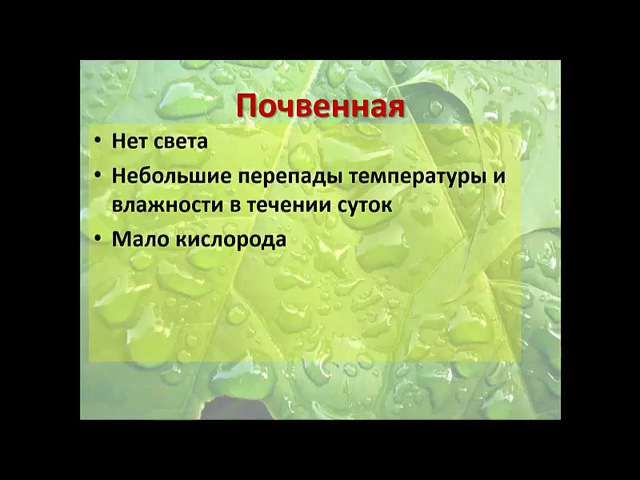 Почвенная
• Нет света
• Небольшие перепады температуры и
влажности в течении суток
• Мало кислорода